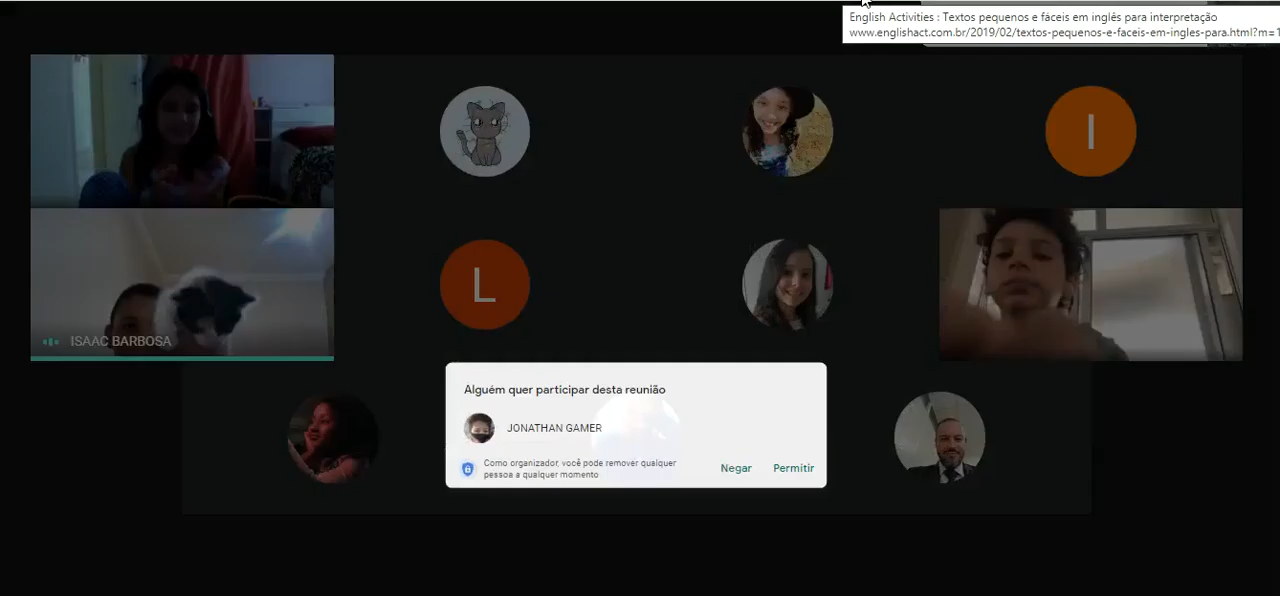 English Activities : Textos pequenos e fáceis em inglês para interpretação
www.englishact.com.br/2019/02/textos-pequenos-e-faceis-em-ingles-para.html?m=1
I
L
ISAAC BARBOSA
Alguém quer participar desta reunião
JONATHAN GAMER
Como organizador, você pode remover qualquer
pessoa a qualquer momento
Negar
Permitir